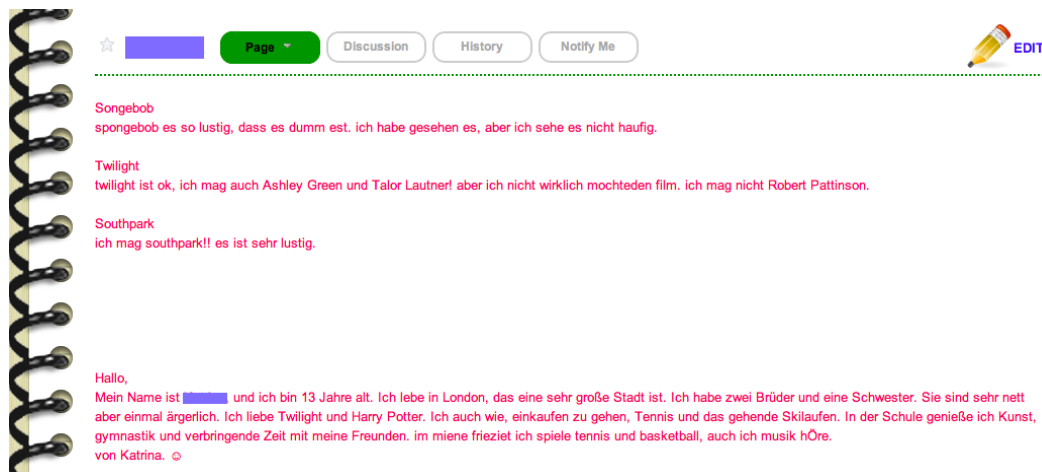 Page
Discussion
History
Notify Me
EDIT
Songebob
spongebob es so lustig, dass es dumm est. ich habe gesehen es, aber ich sehe es nicht haufig.
Twilight
twilight ist ok, ich mag auch Ashley Green und Talor Lautner! aber ich nicht wirklich mochteden film. ich mag nicht Robert Pattinson.
Southpark
ich mag southpark!! es ist sehr lustig.
Hallo,
Mein Name ist , und ich bin 13 Jahre alt. Ich lebe in London, das eine sehr große Stadt ist. Ich habe zwei Brüder und eine Schwester. Sie sind sehr nett
aber einmal ärgerlich. Ich liebe Twilight und Harry Potter. Ich auch wie, einkaufen zu gehen, Tennis und das gehende Skilaufen. In der Schule genieße ich Kunst,
gymnastik und verbringende Zeit mit meine Freunden. im miene frieziet ich spiele tennis und basketball, auch ich musik hÖre.
von Katrina. ☺